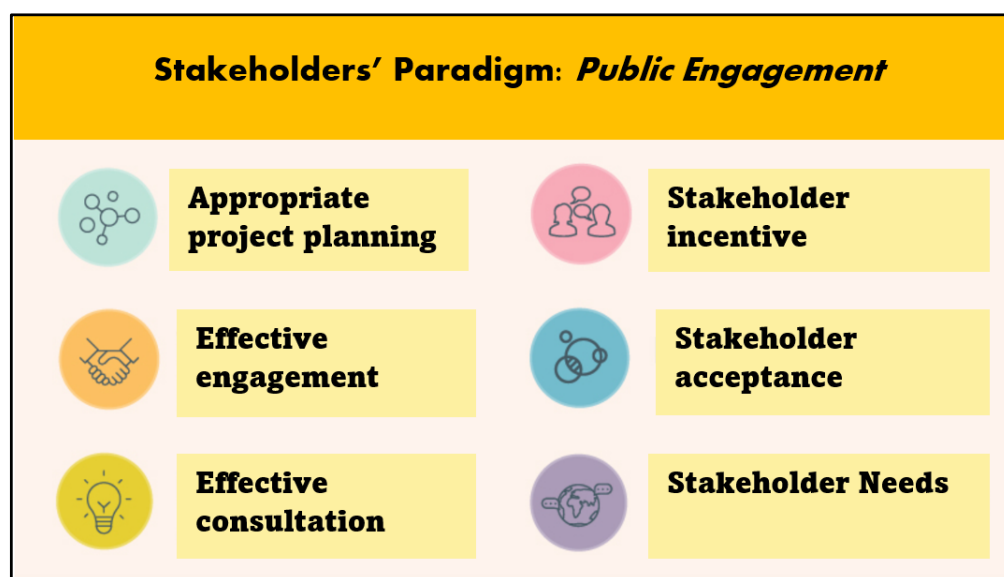 Stakeholders’ Paradigm: Public Engagement
Appropriate
project planning
Stakeholder
incentive
Effective
engagement
Stakeholder
acceptance
Effective
consultation
Stakeholder Needs